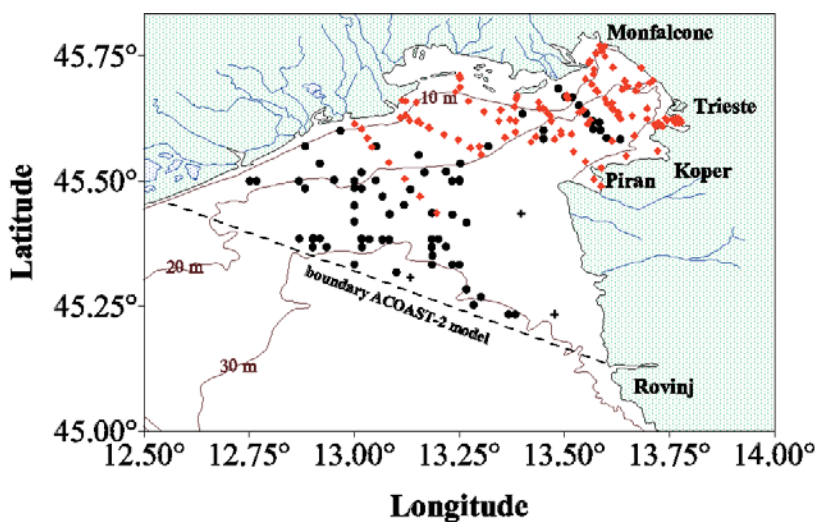 Monfalcone
45.75°
10 m
Trieste
Koper
Piran
45.50°
Latitude
20 m
boundary ACOAST-2 model
45.25°
30 m
Rovinj
45.00°
12.50° 12.75° 13.00° 13.25° 13.50° 13.75° 14.00°
Longitude